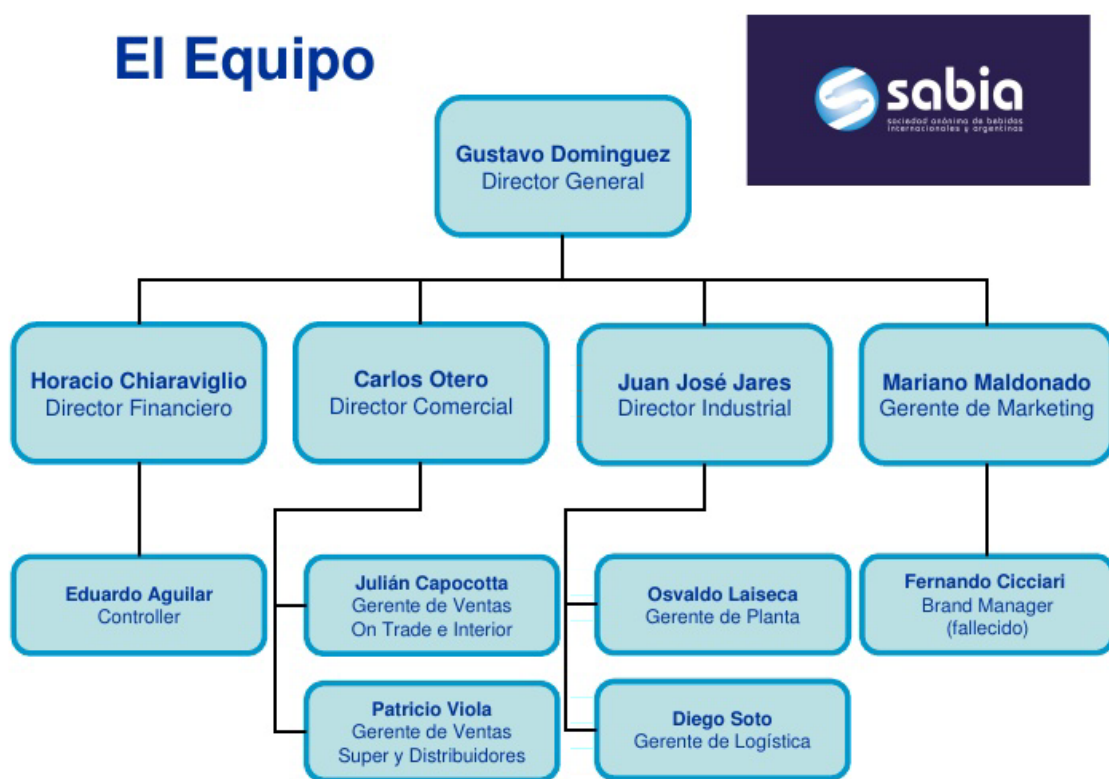 El Equipo
sabia
sociedad anónima de bebidas
internacionales y argentinas
Gustavo Dominguez
Director General
Horacio Chiaraviglio
Director Financiero
Carlos Otero
Director Comercial
Juan José Jares
Director Industrial
Mariano Maldonado
Gerente de Marketing
Eduardo Aguilar
Controller
Julián Capocotta
Gerente de Ventas
On Trade e Interior
Osvaldo Laiseca
Gerente de Planta
Fernando Cicciari
Brand Manager
(fallecido)
Patricio Viola
Gerente de Ventas
Super y Distribuidores
Diego Soto
Gerente de Logística